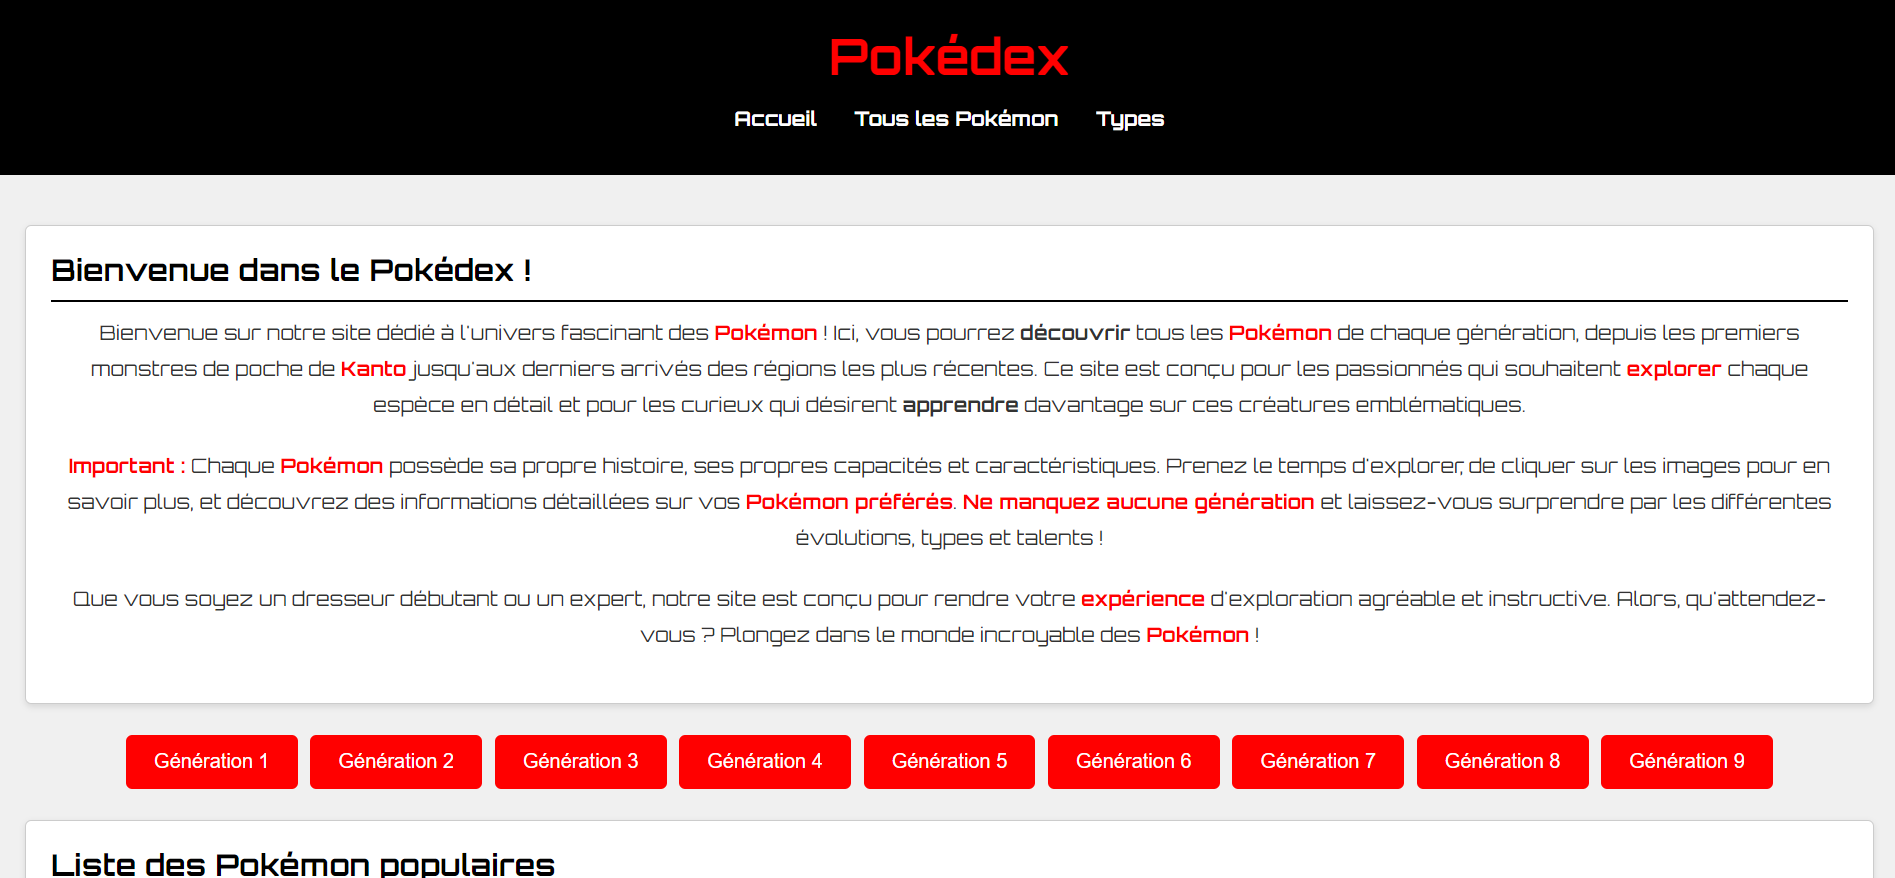 Pokédex
Accueil Tous les Pokémon Types
Bienvenue dans le Pokédex !
Bienvenue sur notre site dédié à l'univers fascinant des Pokémon ! Ici, vous pourrez découvrir tous les Pokémon de chaque génération, depuis les premiers
monstres de poche de Kanto jusqu'aux derniers arrivés des régions les plus récentes. Ce site est conçu pour les passionnés qui souhaitent explorer chaque
espèce en détail et pour les curieux qui désirent apprendre davantage sur ces créatures emblématiques.
Important : Chaque Pokémon possède sa propre histoire, ses propres capacités et caractéristiques. Prenez le temps d'explorer, de cliquer sur les images pour en
savoir plus, et découvrez des informations détaillées sur vos Pokémon préférés. Ne manquez aucune génération et laissez-vous surprendre par les différentes
évolutions, types et talents !
Que vous soyez un dresseur débutant ou un expert, notre site est conçu pour rendre votre expérience d'exploration agréable et instructive. Alors, qu'attendez-
vous ? Plongez dans le monde incroyable des Pokémon !
Génération 1 Génération 2 Génération 3 Génération 4 Génération 5 Génération 6 Génération 7 Génération 8 Génération 9
Liste des Pokémon populaires